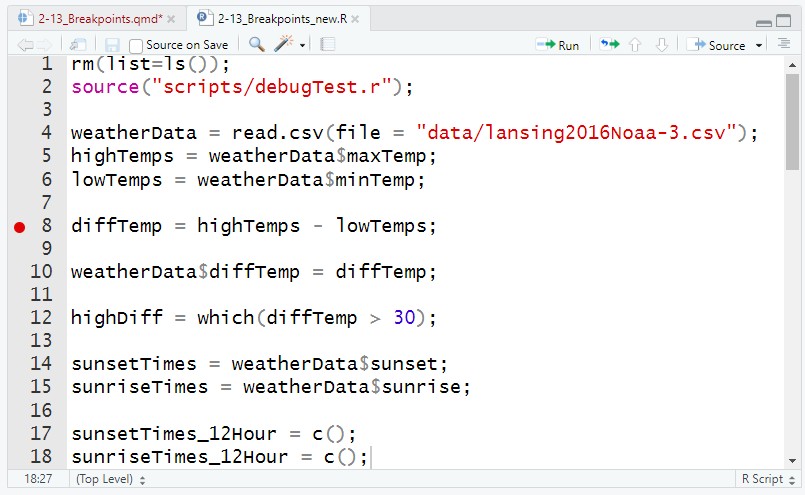 2-13_Breakpoints.qmd* 2-13_Breakpoints_new.R
Source on Save Run Source
1 rm(list=ls());
2 source("scripts/debugTest.r");
3
4 weatherData = read.csv(file = "data/lansing2016Noaa-3.csv");
5 highTemps = weatherData$maxTemp;
6 lowTemps = weatherData$minTemp;
7
8 diffTemp = highTemps - lowTemps;
9
10 weatherData$diffTemp = diffTemp;
11
12 highDiff = which(diffTemp > 30);
13
14 sunsetTimes = weatherData$sunset;
15 sunriseTimes = weatherData$sunrise;
16
17 sunsetTimes_12Hour = c();
18 sunriseTimes_12Hour = c();
18:27 (Top Level) R Script